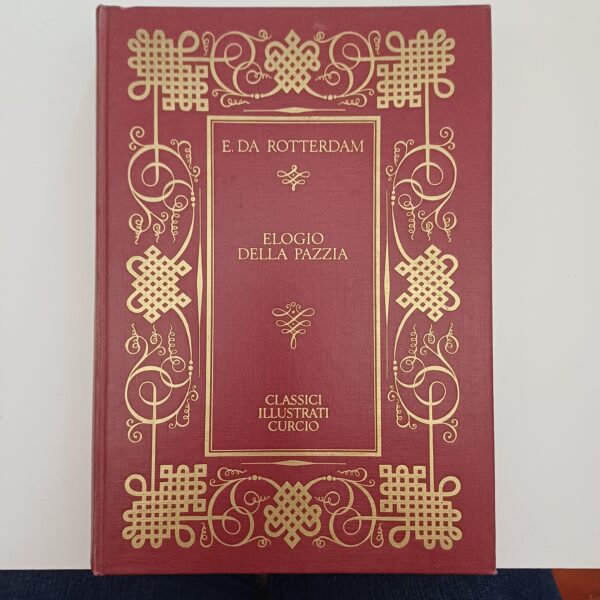 E. DA ROTTERDAM
ELOGIO
DELLA PAZZIA
CLASSICI
ILLUSTRATI
CURCIO